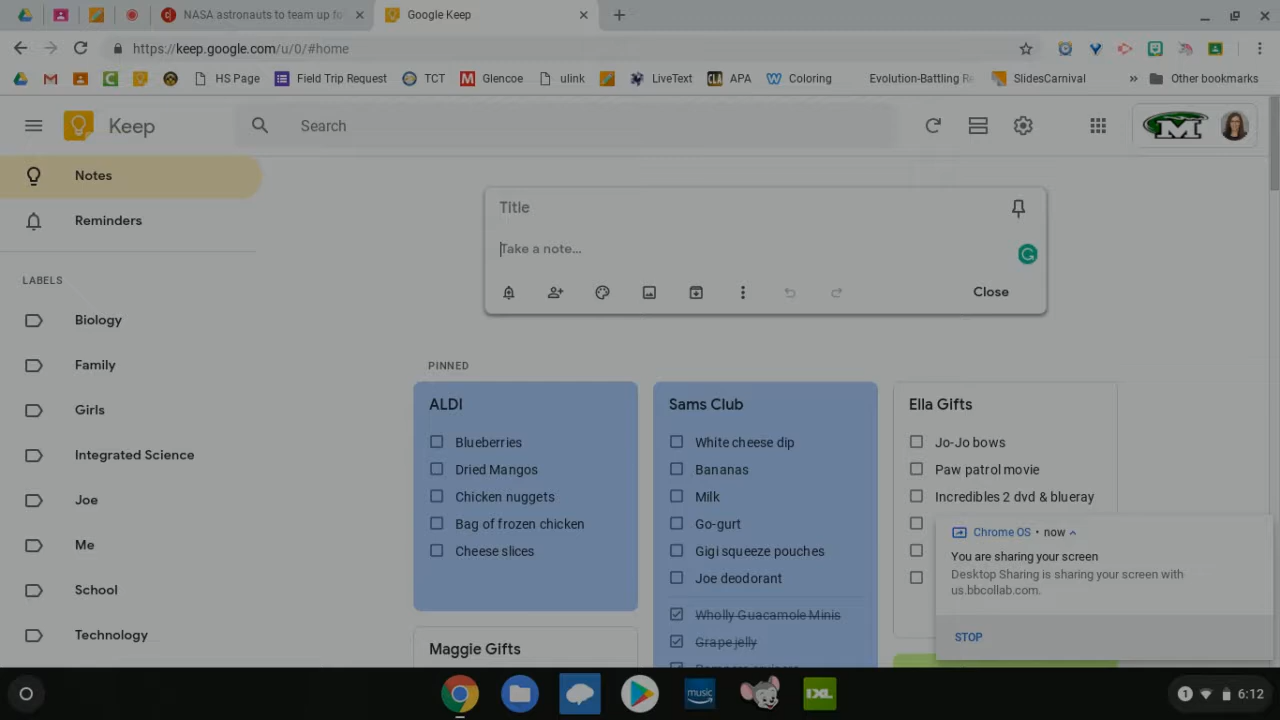 NASA astronauts to team up fo
Google Keep
https://keep.google.com/u/0/#home
HS Page
Field Trip Request
TCT
Glencoe
ulink
LiveText
APA
Coloring
Evolution-Battling Re
SlidesCarnival
»
Other bookmarks
Keep
Search
M
Notes
Reminders
LABELS
Biology
Family
Girls
Integrated Science
Joe
Me
School
Technology
Title
Take a note...
Close
PINNED
ALDI
Blueberries
Dried Mangos
Chicken nuggets
Bag of frozen chicken
Cheese slices
Maggie Gifts
Sams Club
White cheese dip
Bananas
Milk
Go-gurt
Gigi squeeze pouches
Joe deodorant
Wholly Guacamole Minis
Grape jelly
Ella Gifts
Jo-Jo bows
Paw patrol movie
Incredibles 2 dvd & blueray
Chrome OS • now
You are sharing your screen
Desktop Sharing is sharing your screen with
us.bbcollab.com.
STOP
music
IXL
1
6:12